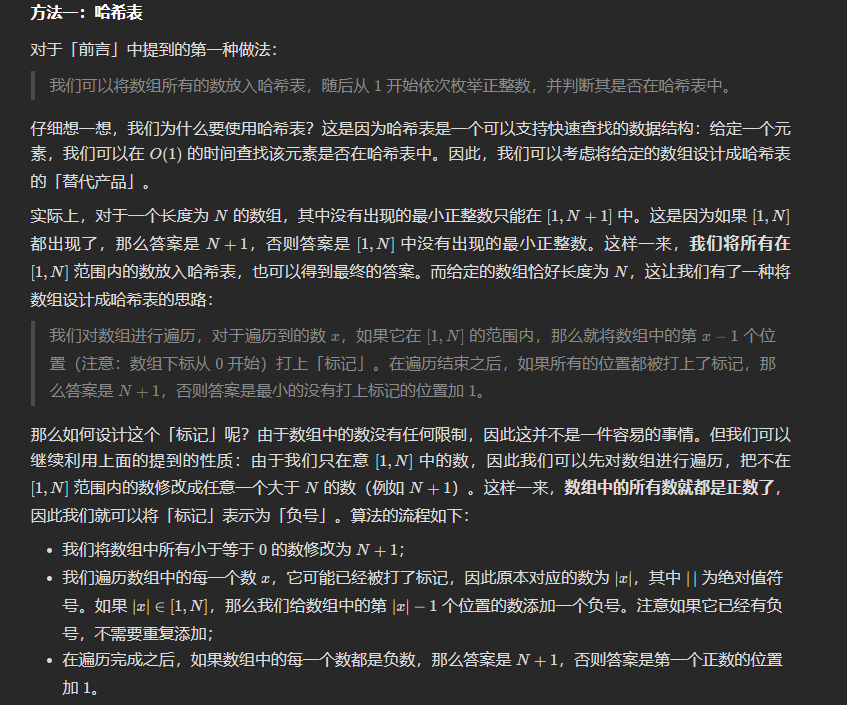 方法一：哈希表
对于「前言」中提到的第一种做法：
我们可以将数组所有的数放入哈希表，随后从 1 开始依次枚举正整数，并判断其是否在哈希表中。
仔细想一想，我们为什么要使用哈希表？这是因为哈希表是一个可以支持快速查找的数据结构：给定一个元
素，我们可以在 O(1) 的时间查找该元素是否在哈希表中。因此，我们可以考虑将给定的数组设计成哈希表
的「替代产品」。
实际上，对于一个长度为 N 的数组，其中没有出现的最小正整数只能在 [1, N + 1] 中。这是因为如果 [1, N]
都出现了，那么答案是 N + 1，否则答案是 [1, N] 中没有出现的最小正整数。这样一来，我们将所有在
[1, N] 范围内的数放入哈希表，也可以得到最终的答案。而给定的数组恰好长度为 N，这让我们有了一种将
数组设计成哈希表的思路：
我们对数组进行遍历，对于遍历到的数 x，如果它在 [1, N] 的范围内，那么就将数组中的第 x − 1 个位
置（注意：数组下标从 0 开始）打上「标记」。在遍历结束之后，如果所有的位置都被打上了标记，那
么答案是 N + 1，否则答案是最小的没有打上标记的位置加 1。
那么如何设计这个「标记」呢？由于数组中的数没有任何限制，因此这并不是一件容易的事情。但我们可以
继续利用上面的提到的性质：由于我们只在意 [1, N] 中的数，因此我们可以先对数组进行遍历，把不在
[1, N] 范围内的数修改成任意一个大于 N 的数（例如 N + 1）。这样一来，数组中的所有数就都是正数了，
因此我们就可以将「标记」表示为「负号」。算法的流程如下：
• 我们将数组中所有小于等于 0 的数修改为 N + 1；
• 我们遍历数组中的每一个数 x，它可能已经被打了标记，因此原本对应的数为 |x|，其中 | | 为绝对值符
号。如果 |x| ∈ [1, N]，那么我们给数组中的第 |x| − 1 个位置的数添加一个负号。注意如果它已经有负
号，不需要重复添加；
• 在遍历完成之后，如果数组中的每一个数都是负数，那么答案是 N + 1，否则答案是第一个正数的位置
加 1。